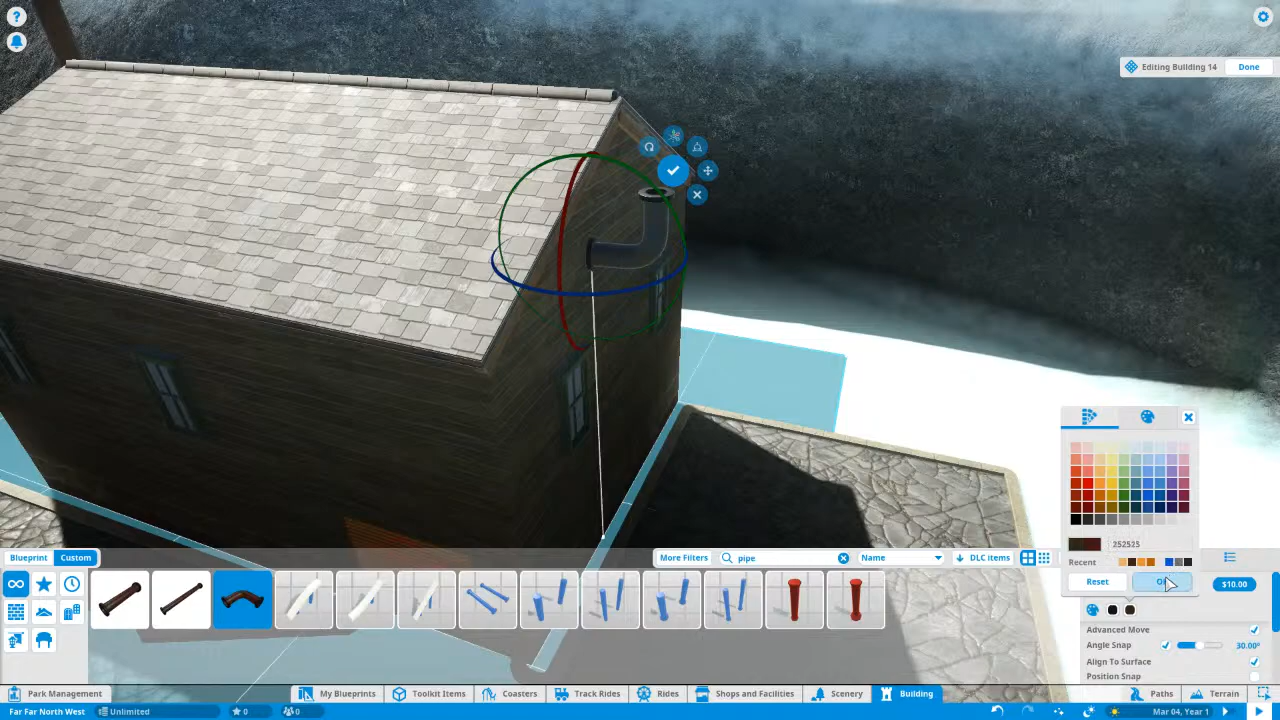 ?
Editing Building 14 Done
252525
Blueprint Custom More Filters pipe Name DLC items
Recent
Reset
$10.00
Advanced Move
Angle Snap 30.00°
Align To Surface
Position Snap
Park Management My Blueprints Toolkit Items Coasters Track Rides Rides Shops and Facilities Scenery Building Paths Terrain
Far Far North West Unlimited 0 0 Mar 04, Year 1